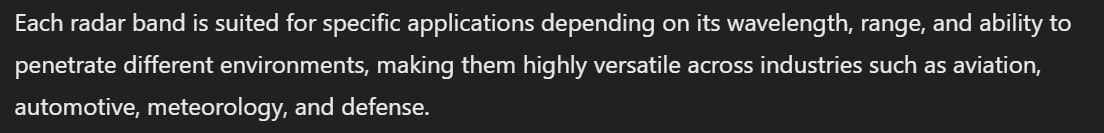 Each radar band is suited for specific applications depending on its wavelength, range, and ability to
penetrate different environments, making them highly versatile across industries such as aviation,
automotive, meteorology, and defense.